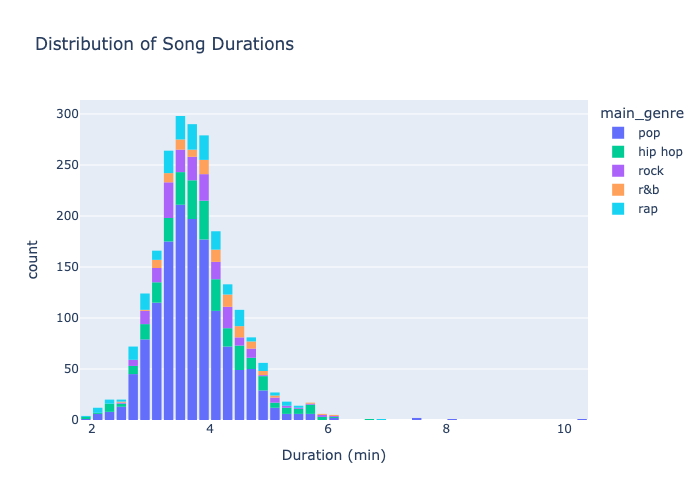 Distribution of Song Durations
main_genre
pop
hip hop
rock
r&b
rap
count
300
250
200
150
100
50
0
2 4 6 8 10
Duration (min)